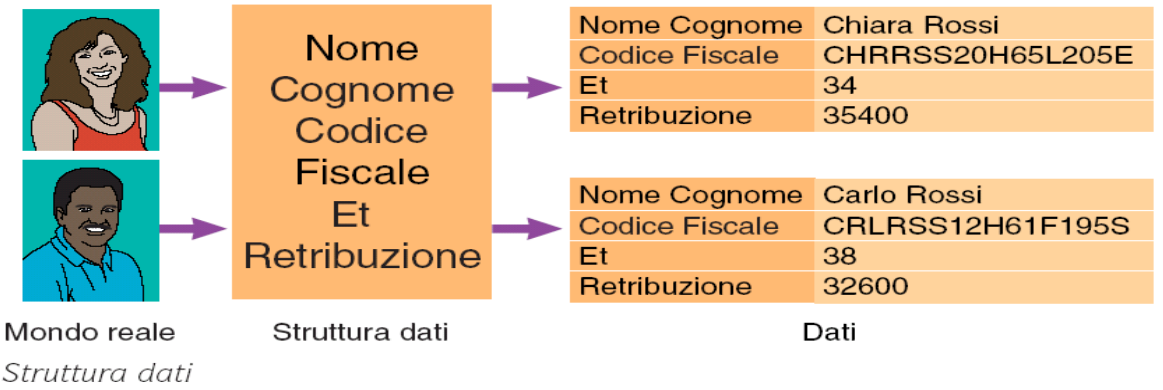 Nome
Cognome
Codice
Fiscale
Et
Retribuzione
Nome Cognome Chiara Rossi
Codice Fiscale CHRRSS20H65L205E
Et 34
Retribuzione 35400
Nome Cognome Carlo Rossi
Codice Fiscale CRLRSS12H61F195S
Et 38
Retribuzione 32600
Mondo reale Struttura dati Dati
Struttura dati